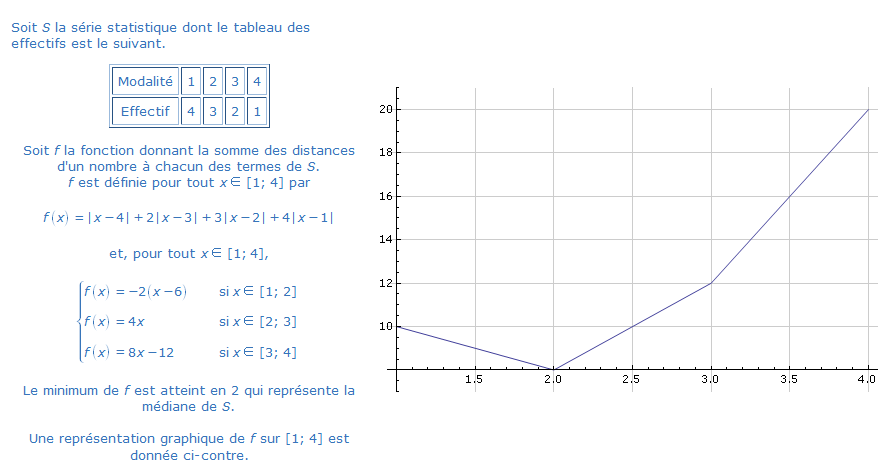 Soit S la série statistique dont le tableau des
effectifs est le suivant.
Modalité 1 2 3 4
Effectif 4 3 2 1
Soit f la fonction donnant la somme des distances
d'un nombre à chacun des termes de S.
f est définie pour tout x ∈ [1; 4] par
f(x) = |x−4| + 2|x−3| + 3|x−2| + 4|x−1|
et, pour tout x ∈ [1; 4],
f(x) = −2(x−6) si x ∈ [1; 2]
f(x) = 4x si x ∈ [2; 3]
f(x) = 8x−12 si x ∈ [3; 4]
Le minimum de f est atteint en 2 qui représente la
médiane de S.
Une représentation graphique de f sur [1; 4] est
donnée ci-contre.
20
18
16
14
12
10
1.5 2.0 2.5 3.0 3.5 4.0